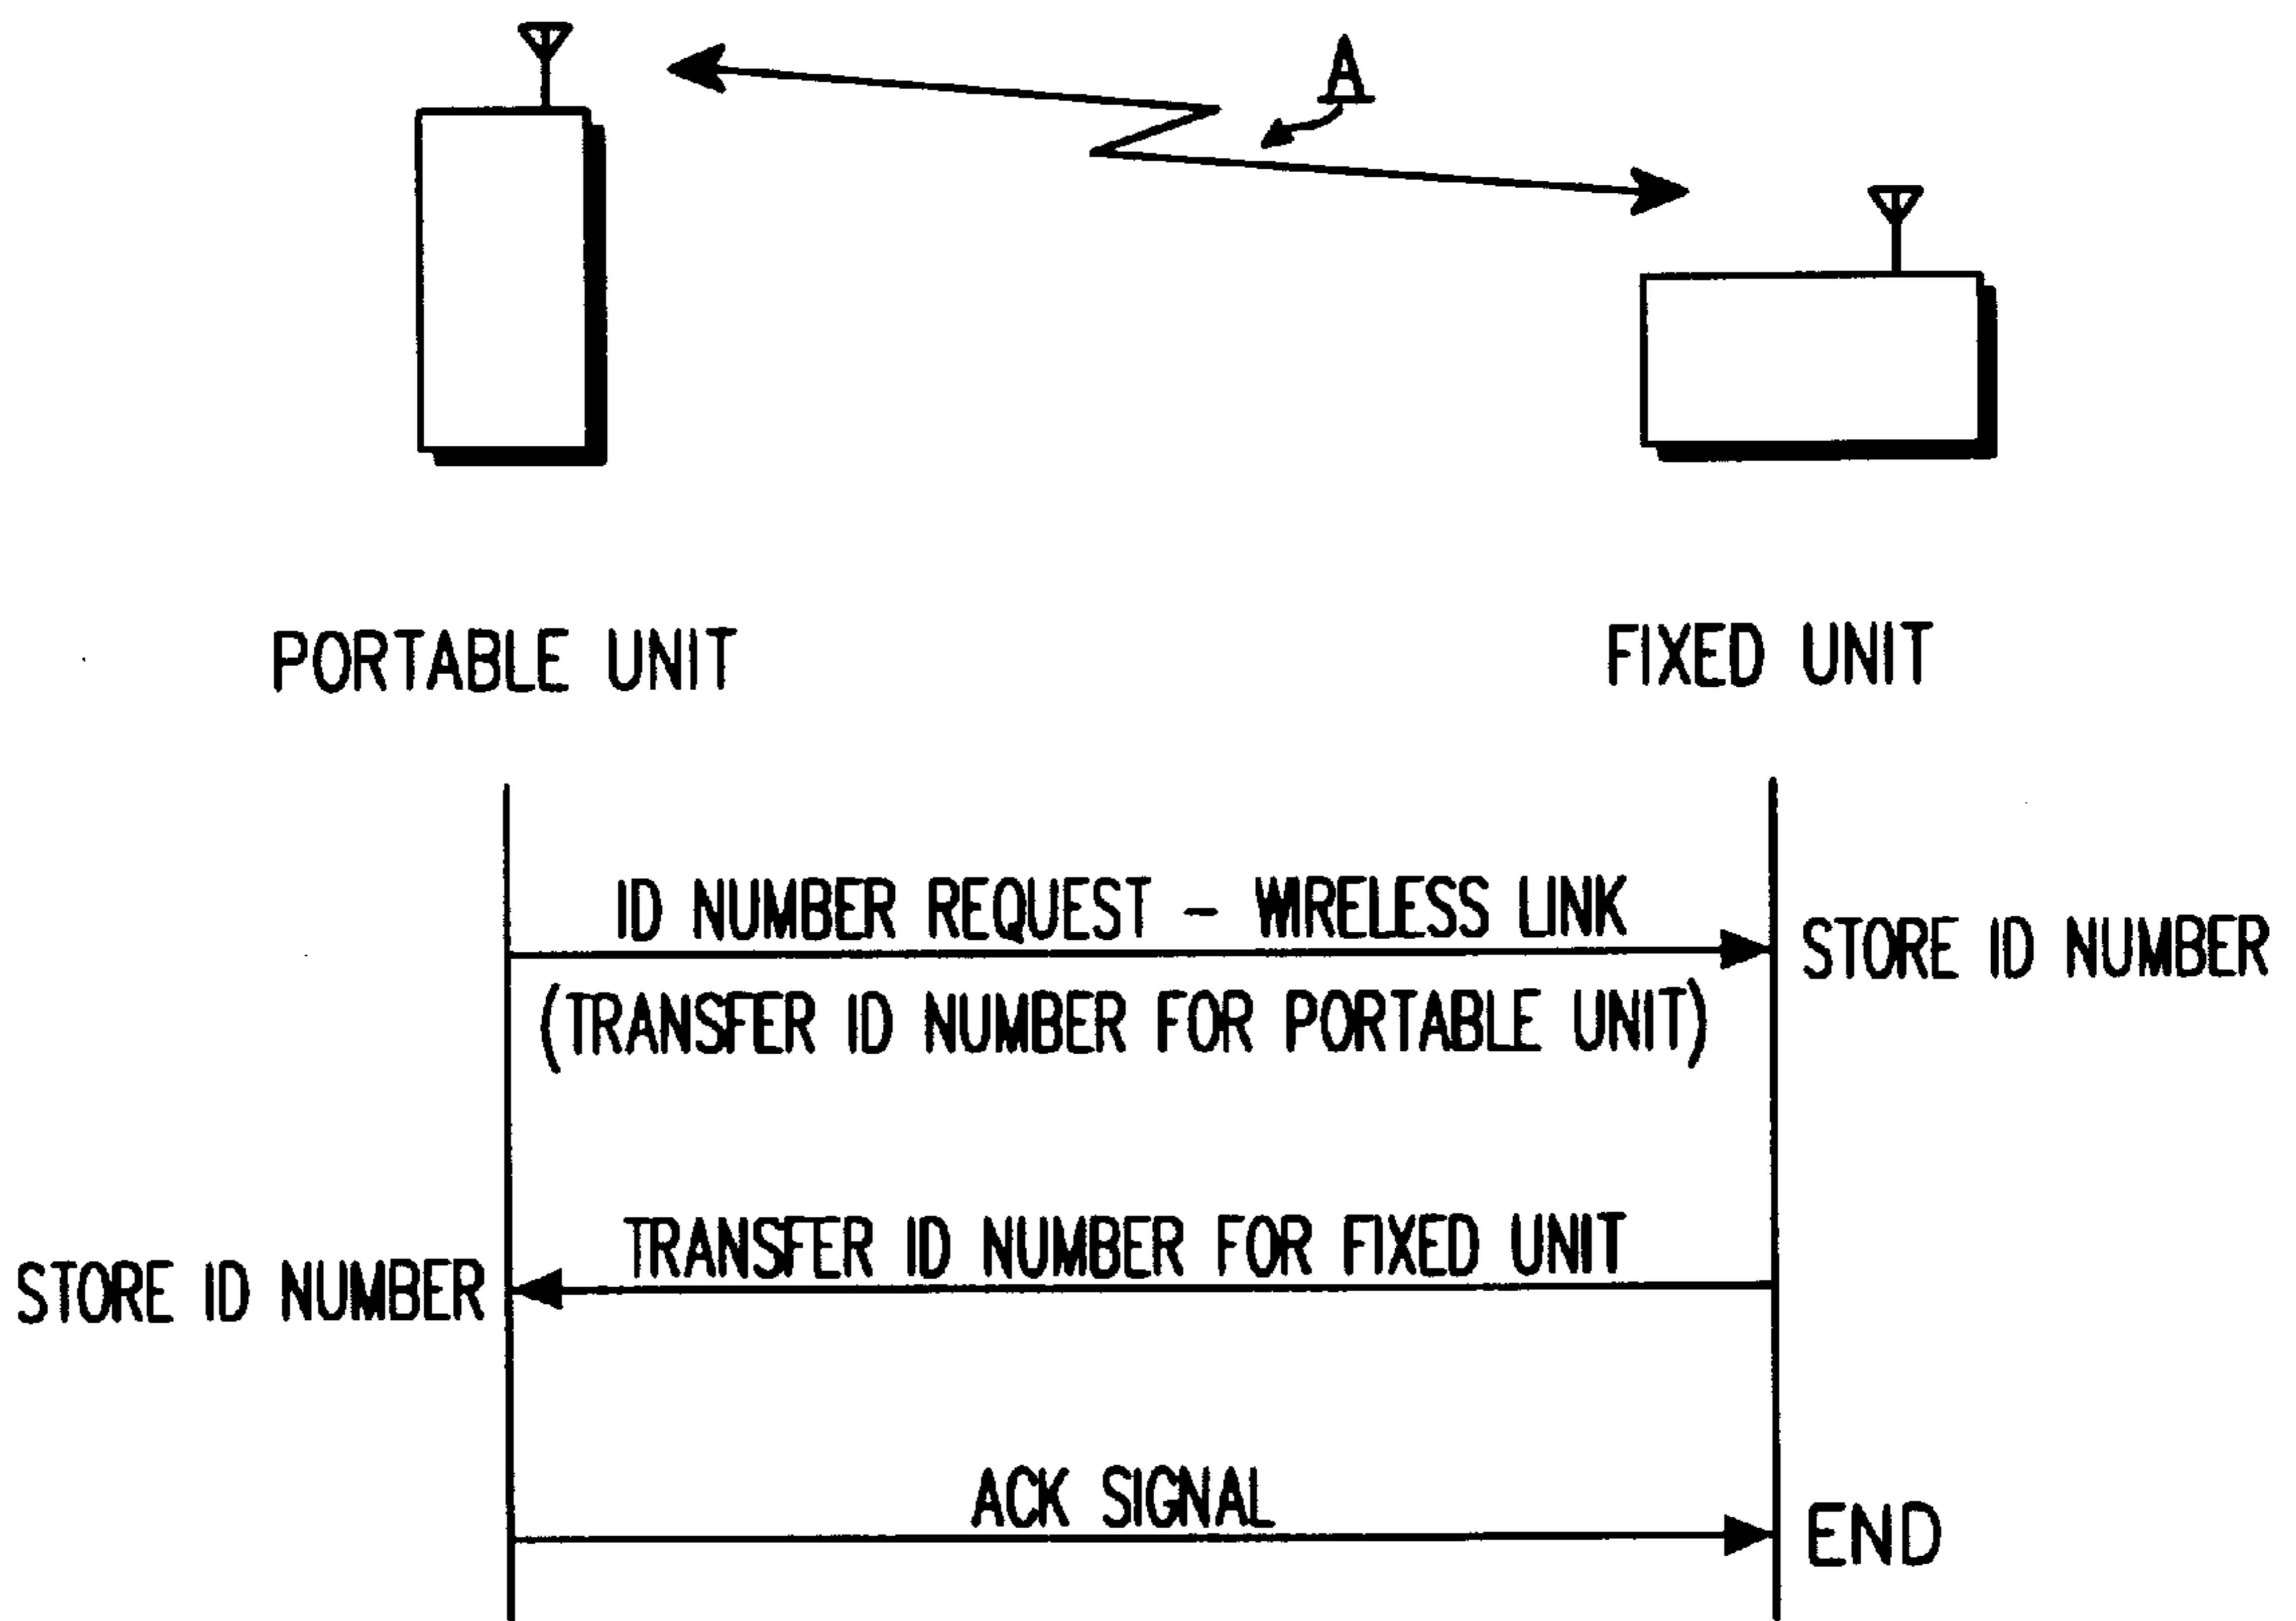 A
PORTABLE UNIT
FIXED UNIT
ID NUMBER REQUEST - WIRELESS LINK
STORE ID NUMBER
(TRANSFER ID NUMBER FOR PORTABLE UNIT)
TRANSFER ID NUMBER FOR FIXED UNIT
STORE ID NUMBER
ACK SIGNAL
END